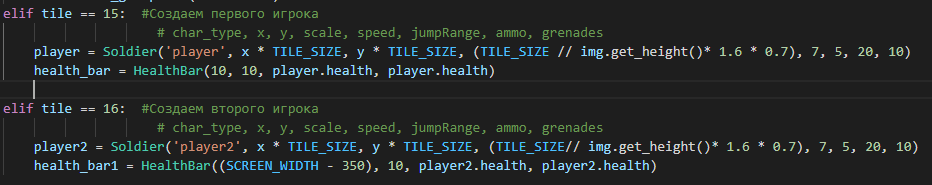 elif tile == 15:  #Создаем первого игрока
# char_type, x, y, scale, speed, jumpRange, ammo, grenades
player = Soldier('player', x * TILE_SIZE, y * TILE_SIZE, (TILE_SIZE // img.get_height()* 1.6 * 0.7), 7, 5, 20, 10)
health_bar = HealthBar(10, 10, player.health, player.health)
elif tile == 16:  #Создаем второго игрока
# char_type, x, y, scale, speed, jumpRange, ammo, grenades
player2 = Soldier('player2', x * TILE_SIZE, y * TILE_SIZE, (TILE_SIZE// img.get_height()* 1.6 * 0.7), 7, 5, 20, 10)
health_bar1 = HealthBar((SCREEN_WIDTH - 350), 10, player2.health, player2.health)